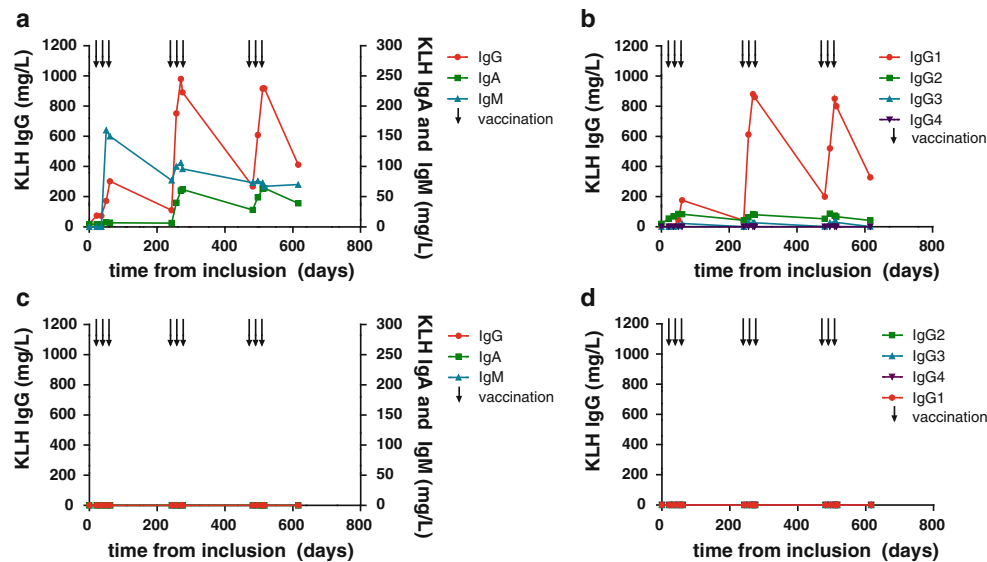 a
KLH IgG (mg/L)
1200
1000
800
600
400
200
0
0 200 400 600 800
time from inclusion (days)
300
250
200
150
100
50
0
KLH IgA and IgM (mg/L)
IgG
IgA
IgM
vaccination
b
KLH IgG (mg/L)
1200
1000
800
600
400
200
0
0 200 400 600 800
time from inclusion (days)
IgG1
IgG2
IgG3
IgG4
vaccination
c
KLH IgG (mg/L)
1200
1000
800
600
400
200
0
0 200 400 600 800
time from inclusion (days)
300
250
200
150
100
50
0
KLH IgA and IgM (mg/L)
IgG
IgA
IgM
vaccination
d
KLH IgG (mg/L)
1200
1000
800
600
400
200
0
0 200 400 600 800
time from inclusion (days)
IgG2
IgG3
IgG4
IgG1
vaccination